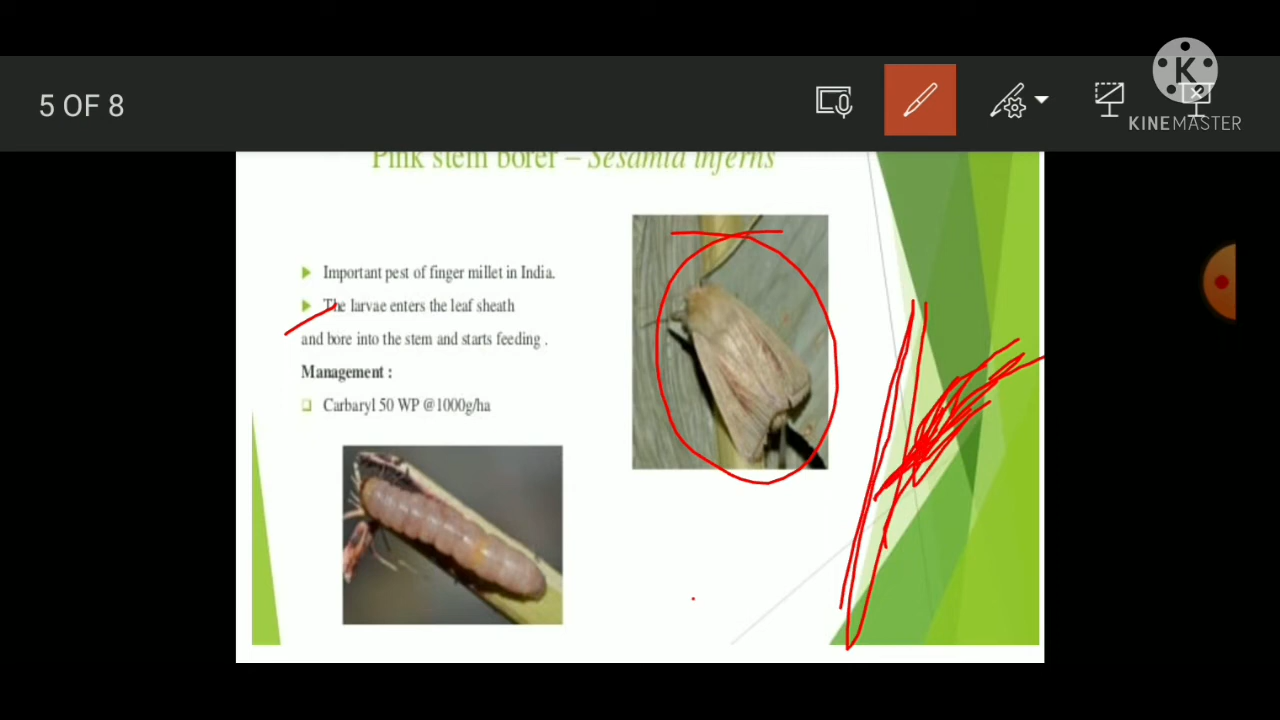 5 OF 8
K
KINEMASTER
Pink stem borer – Sesamia inferns
Important pest of finger millet in India.
The larvae enters the leaf sheath
and bore into the stem and starts feeding .
Management :
Carbaryl 50 WP @1000g/ha